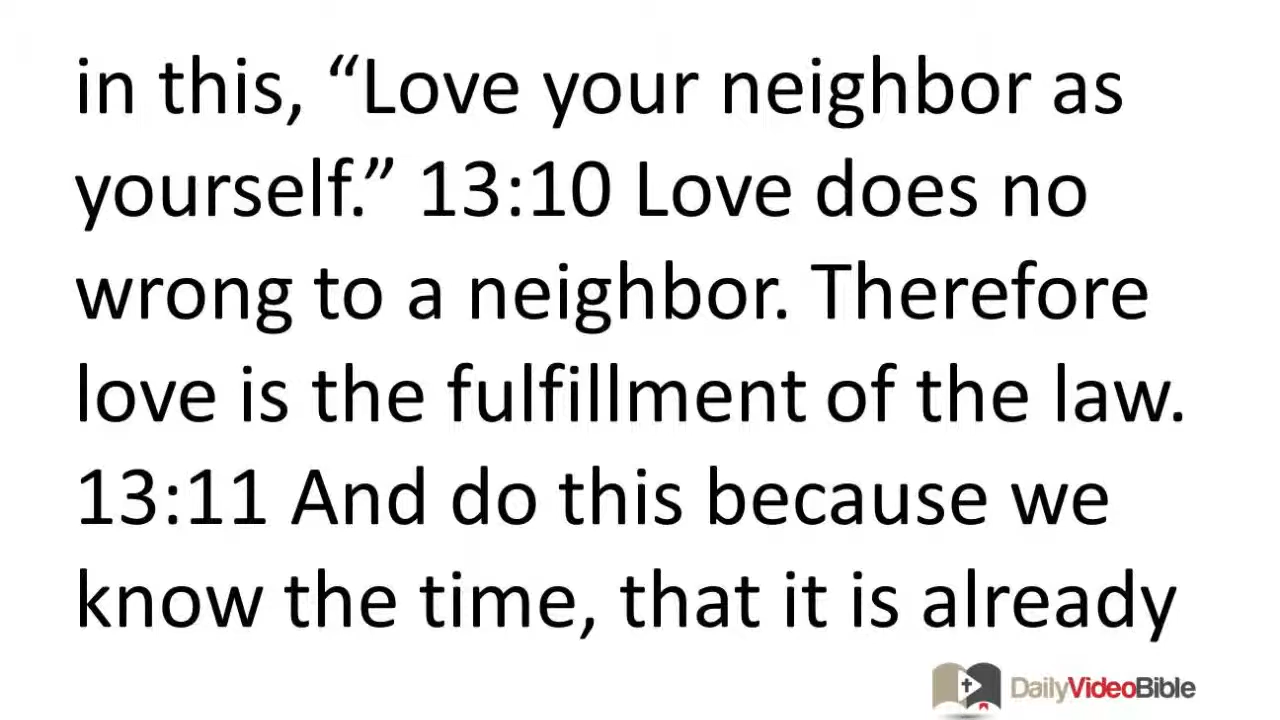 in this, “Love your neighbor as
yourself.” 13:10 Love does no
wrong to a neighbor. Therefore
love is the fulfillment of the law.
13:11 And do this because we
know the time, that it is already
DailyVideoBible